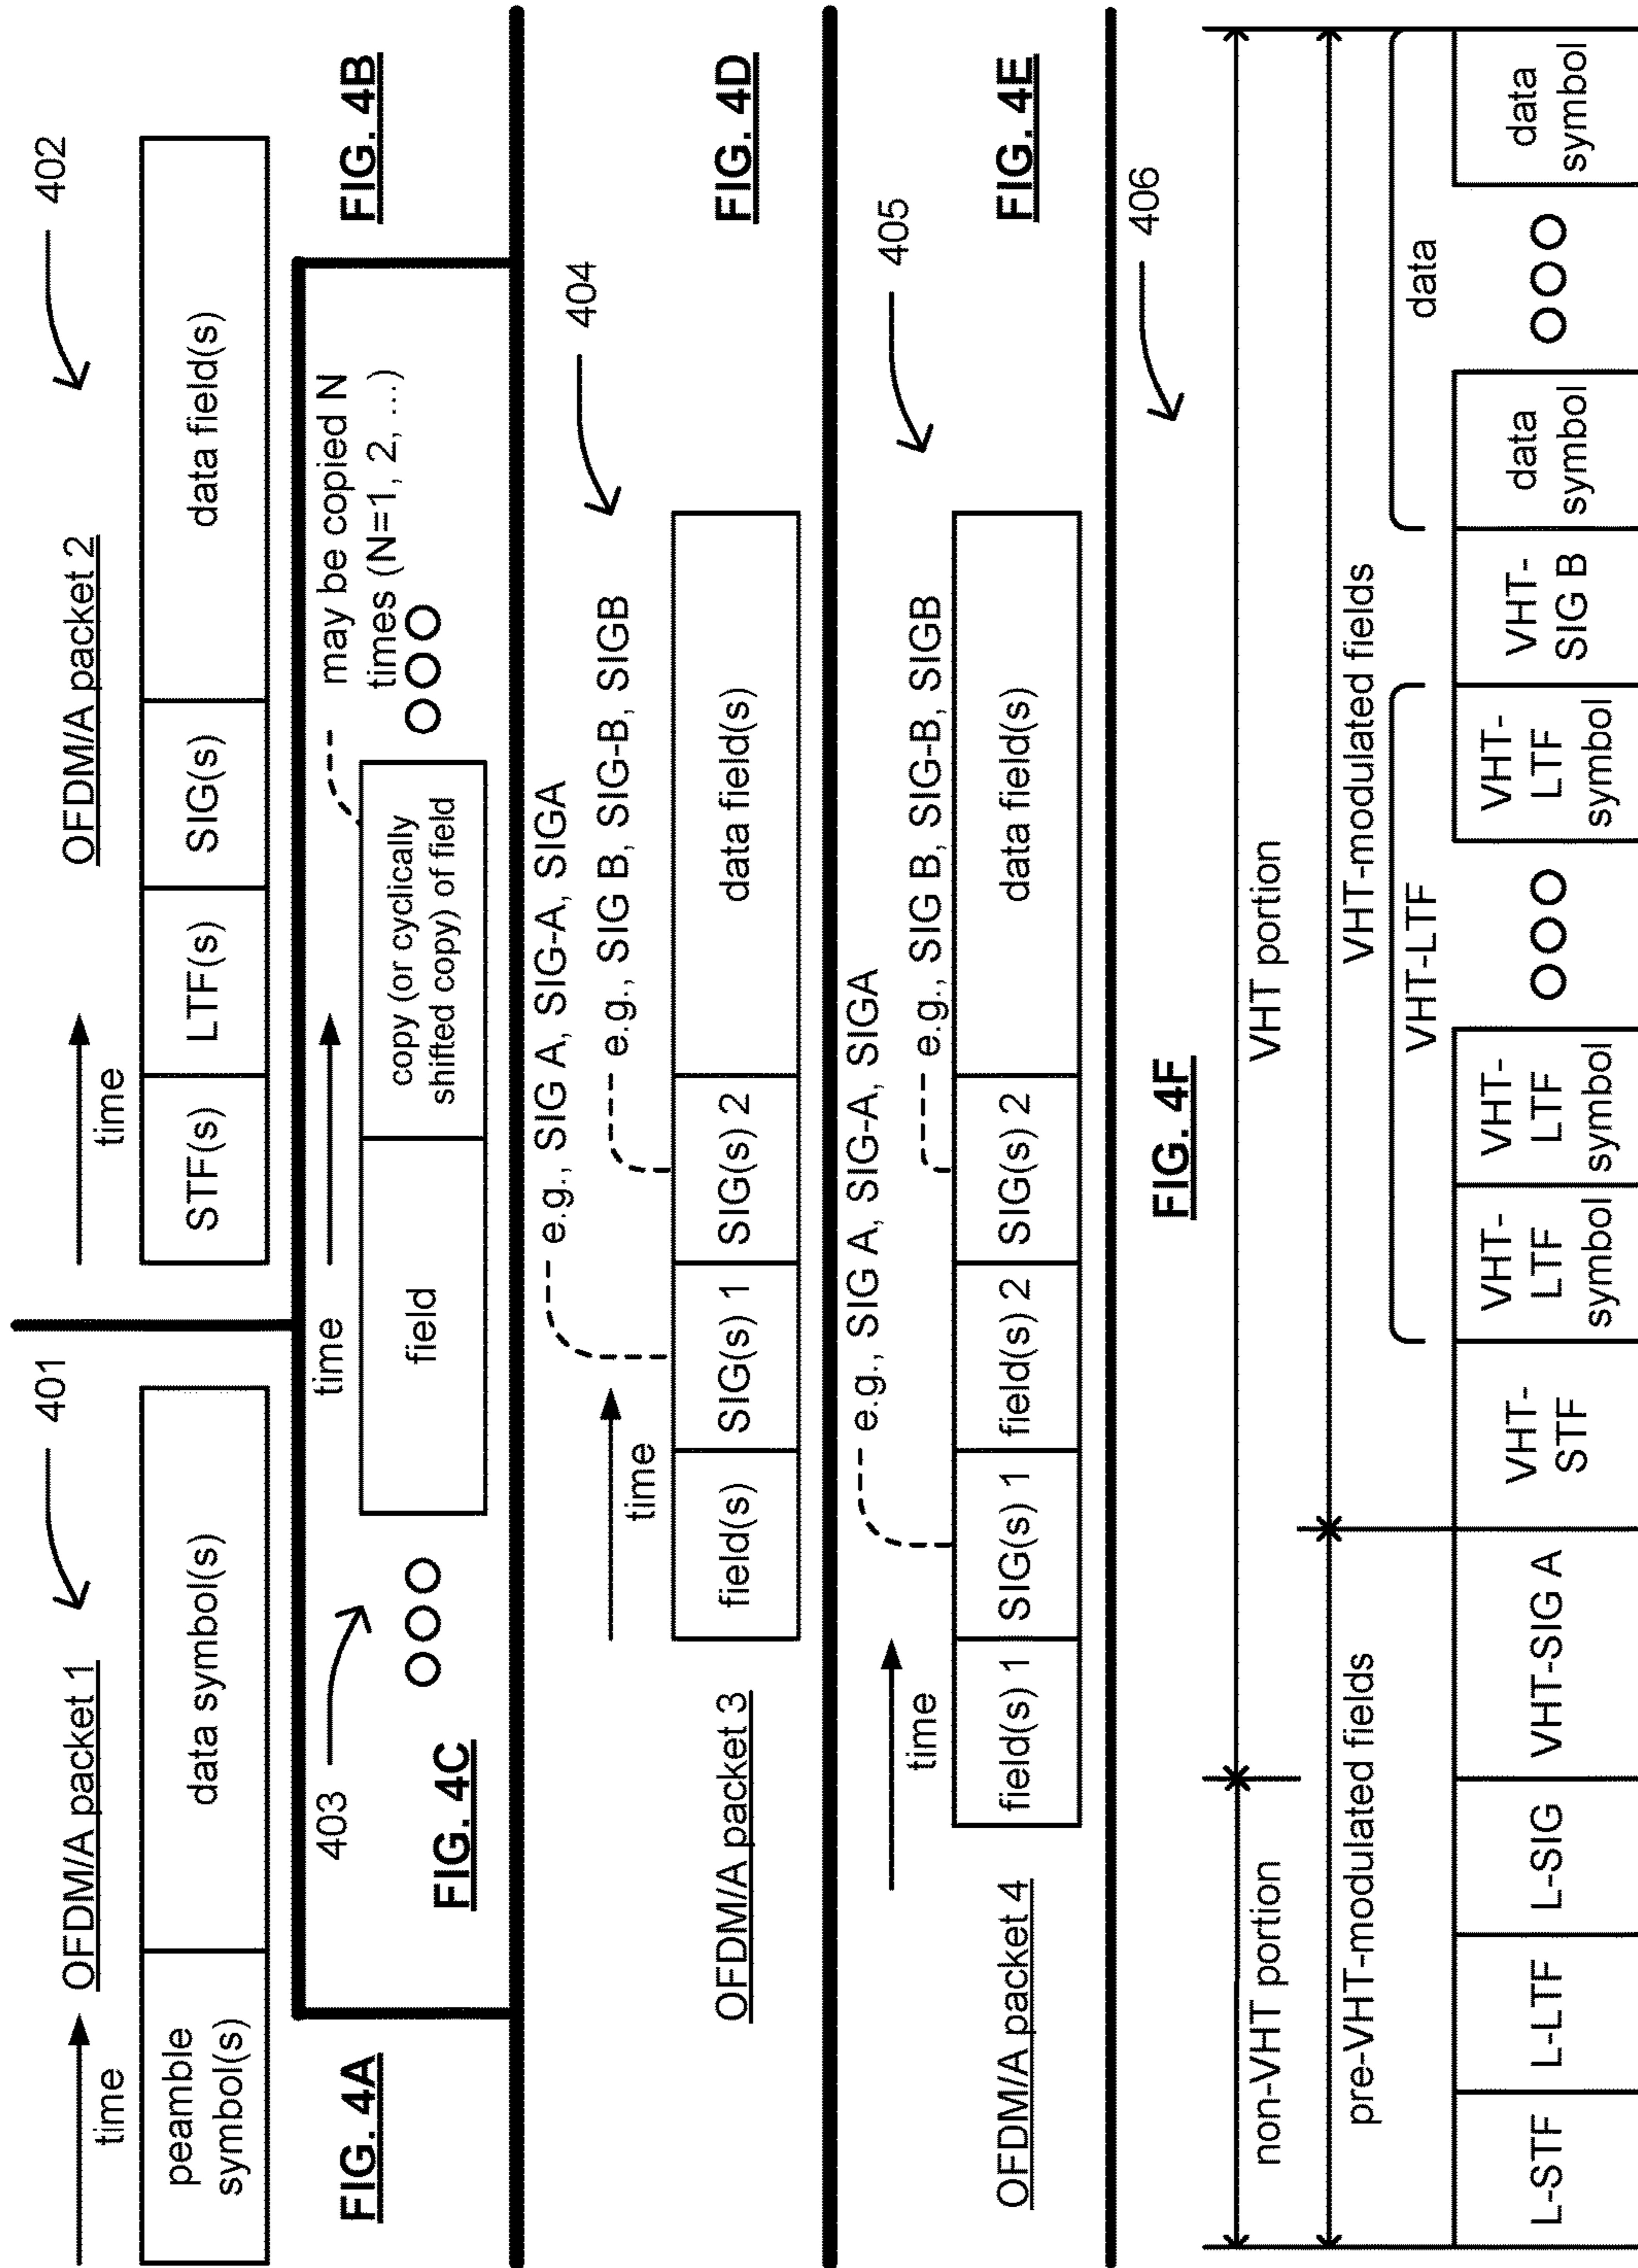 OFDM/A packet 1
401
time
peamble
symbol(s)
data symbol(s)
FIG. 4A
OFDM/A packet 2
402
time
STF(s)
LTF(s)
SIG(s)
data field(s)
FIG. 4B
403
time
field
copy (or cyclically
shifted copy) of field
may be copied N
times (N=1, 2, …)
FIG. 4C
e.g., SIG A, SIG-A, SIGA
e.g., SIG B, SIG-B, SIGB
404
time
field(s)
SIG(s) 1
SIG(s) 2
data field(s)
OFDM/A packet 3
FIG. 4D
e.g., SIG A, SIG-A, SIGA
e.g., SIG B, SIG-B, SIGB
405
time
field(s) 1
SIG(s) 1
field(s) 2
SIG(s) 2
data field(s)
OFDM/A packet 4
FIG. 4E
FIG. 4F
406
non-VHT portion
VHT portion
pre-VHT-modulated fields
VHT-modulated fields
VHT-LTF
data
L-STF
L-LTF
L-SIG
VHT-SIG A
VHT-
STF
VHT-
LTF
symbol
VHT-
LTF
symbol
VHT-
LTF
symbol
VHT-
SIG B
data
symbol
data
symbol